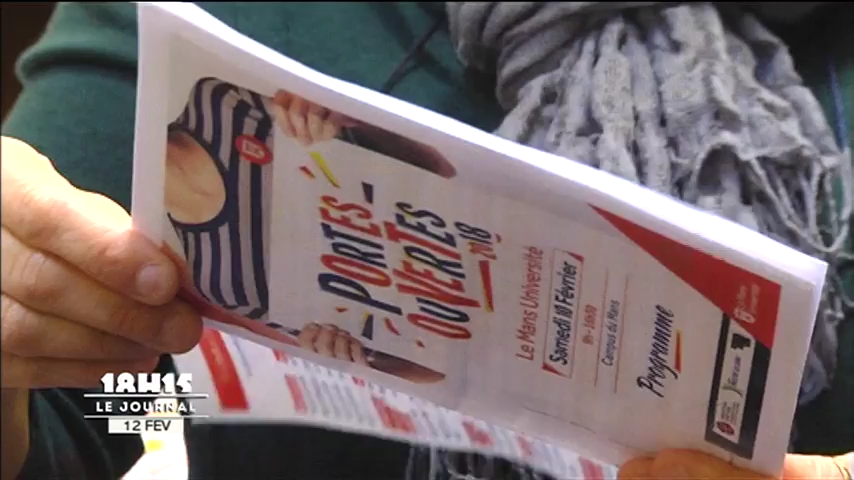 PORTES
OUVERTES
2018
Le Mans Université
Samedi 10 Février
9h - 16h30
Campus du Mans
Programme
18H15
LE JOURNAL
12 FEV